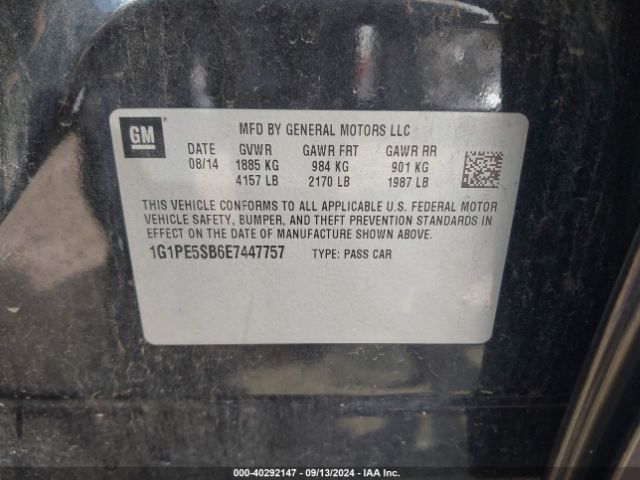 GM
MFD BY GENERAL MOTORS LLC
DATE GVWR GAWR FRT GAWR RR
08/14 1885 KG 984 KG 901 KG
4157 LB 2170 LB 1987 LB
THIS VEHICLE CONFORMS TO ALL APPLICABLE U.S. FEDERAL MOTOR
VEHICLE SAFETY, BUMPER, AND THEFT PREVENTION STANDARDS IN
EFFECT ON THE DATE OF MANUFACTURE SHOWN ABOVE.
1G1PE5SB6E7447757 TYPE: PASS CAR
000-40292147 - 09/13/2024 - IAA Inc.